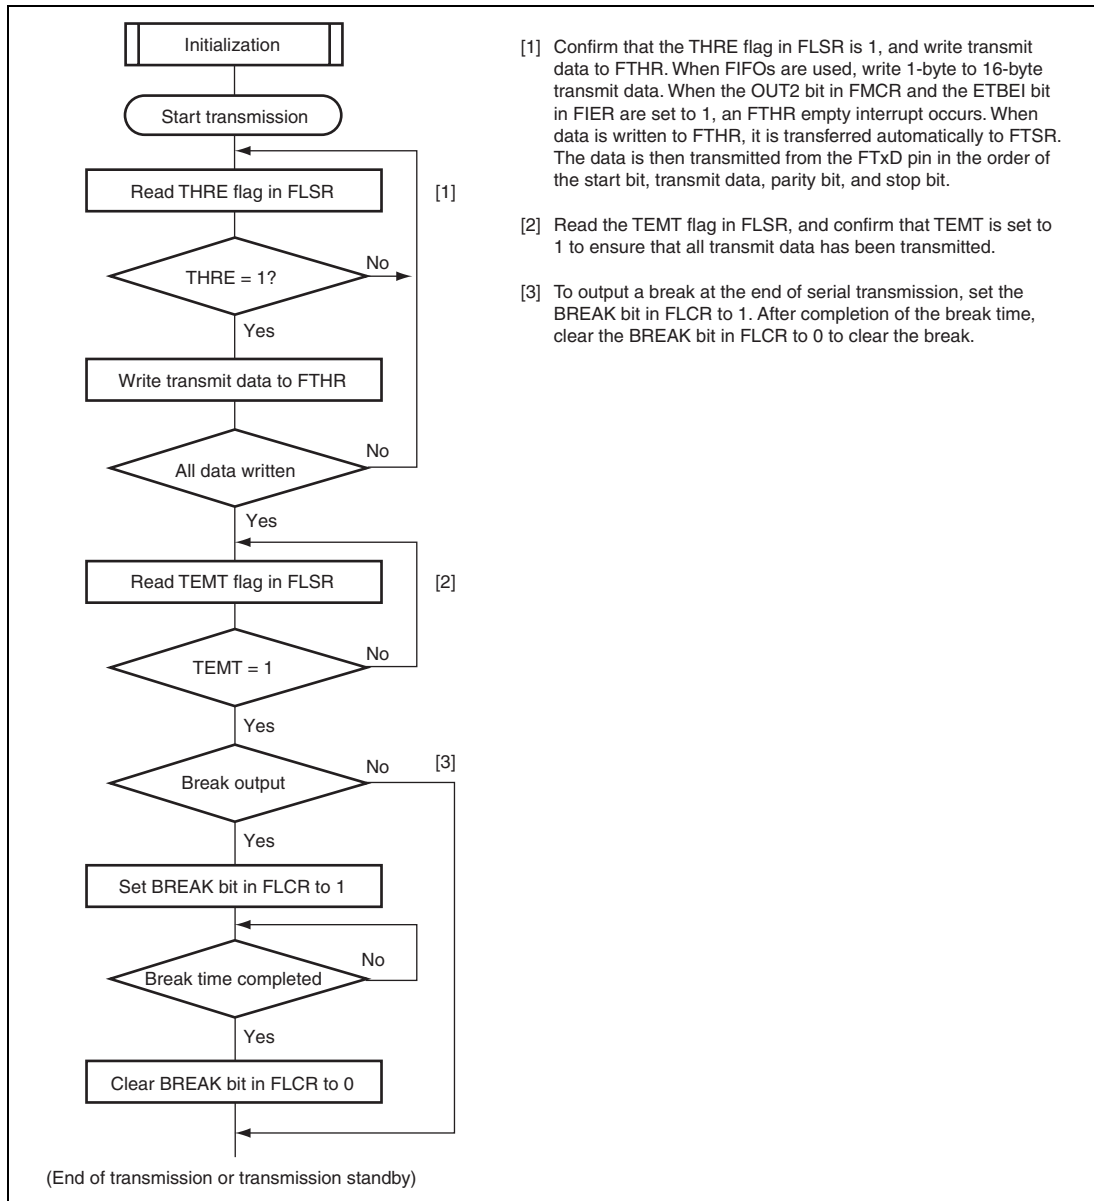 Initialization
Start transmission
Read THRE flag in FLSR
[1]
THRE = 1?
No
Yes
Write transmit data to FTHR
All data written
No
Yes
Read TEMT flag in FLSR
[2]
TEMT = 1
No
Yes
Break output
No
[3]
Yes
Set BREAK bit in FLCR to 1
Break time completed
No
Yes
Clear BREAK bit in FLCR to 0
(End of transmission or transmission standby)
[1] Confirm that the THRE flag in FLSR is 1, and write transmit
data to FTHR. When FIFOs are used, write 1-byte to 16-byte
transmit data. When the OUT2 bit in FMCR and the ETBEI bit
in FIER are set to 1, an FTHR empty interrupt occurs. When
data is written to FTHR, it is transferred automatically to FTSR.
The data is then transmitted from the FTxD pin in the order of
the start bit, transmit data, parity bit, and stop bit.
[2] Read the TEMT flag in FLSR, and confirm that TEMT is set to
1 to ensure that all transmit data has been transmitted.
[3] To output a break at the end of serial transmission, set the
BREAK bit in FLCR to 1. After completion of the break time,
clear the BREAK bit in FLCR to 0 to clear the break.